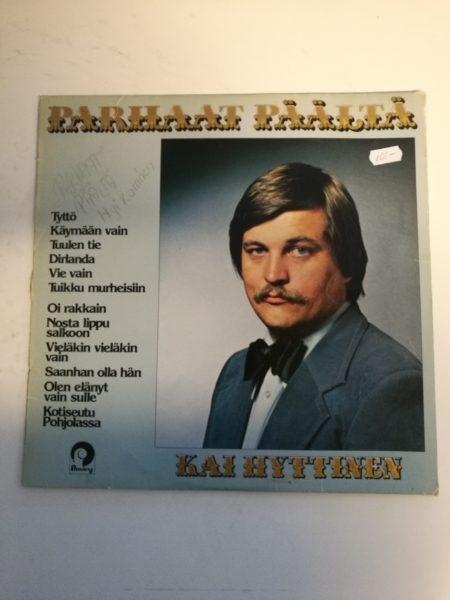 PARHAAT PÄÄLTÄ
10,-
Tyttö
Käymään vain
Tuulen tie
Dirlanda
Vie vain
Tuikku murheisiin
Oi rakkain
Nosta lippu
salkoon
Vieläkin vieläkin
vain
Saanhan olla hän
Olen elänyt
vain sulle
Kotiseutu
Pohjolassa
KAI HYTTINEN